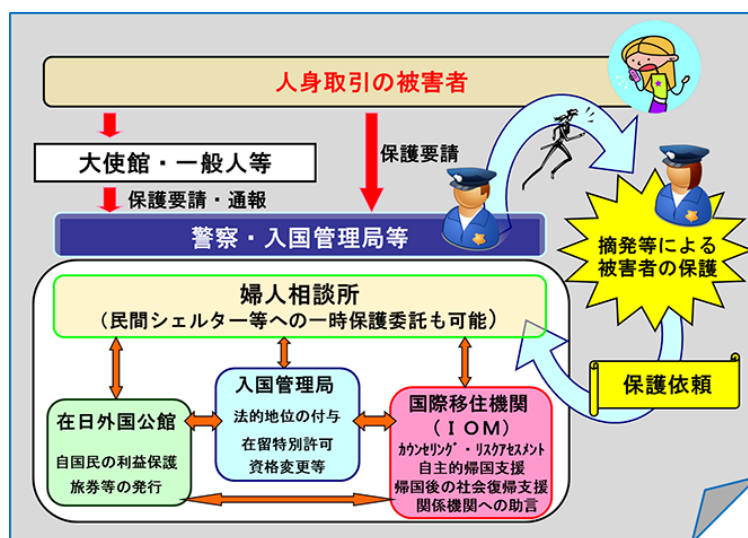 人身取引の被害者
大使館・一般人等
保護要請
保護要請・通報
警察・入国管理局等
摘発等による
被害者の保護
婦人相談所
(民間シェルター等への一時保護委託も可能)
保護依頼
在日外国公館
自国民の利益保護
旅券等の発行
入国管理局
法的地位の付与
在留特別許可
資格変更等
国際移住機関
(ＩＯＭ)
ｶｳﾝｾﾘﾝｸﾞ・ﾘｽｸｱｾｽﾒﾝﾄ
自主的帰国支援
帰国後の社会復帰支援
関係機関への助言